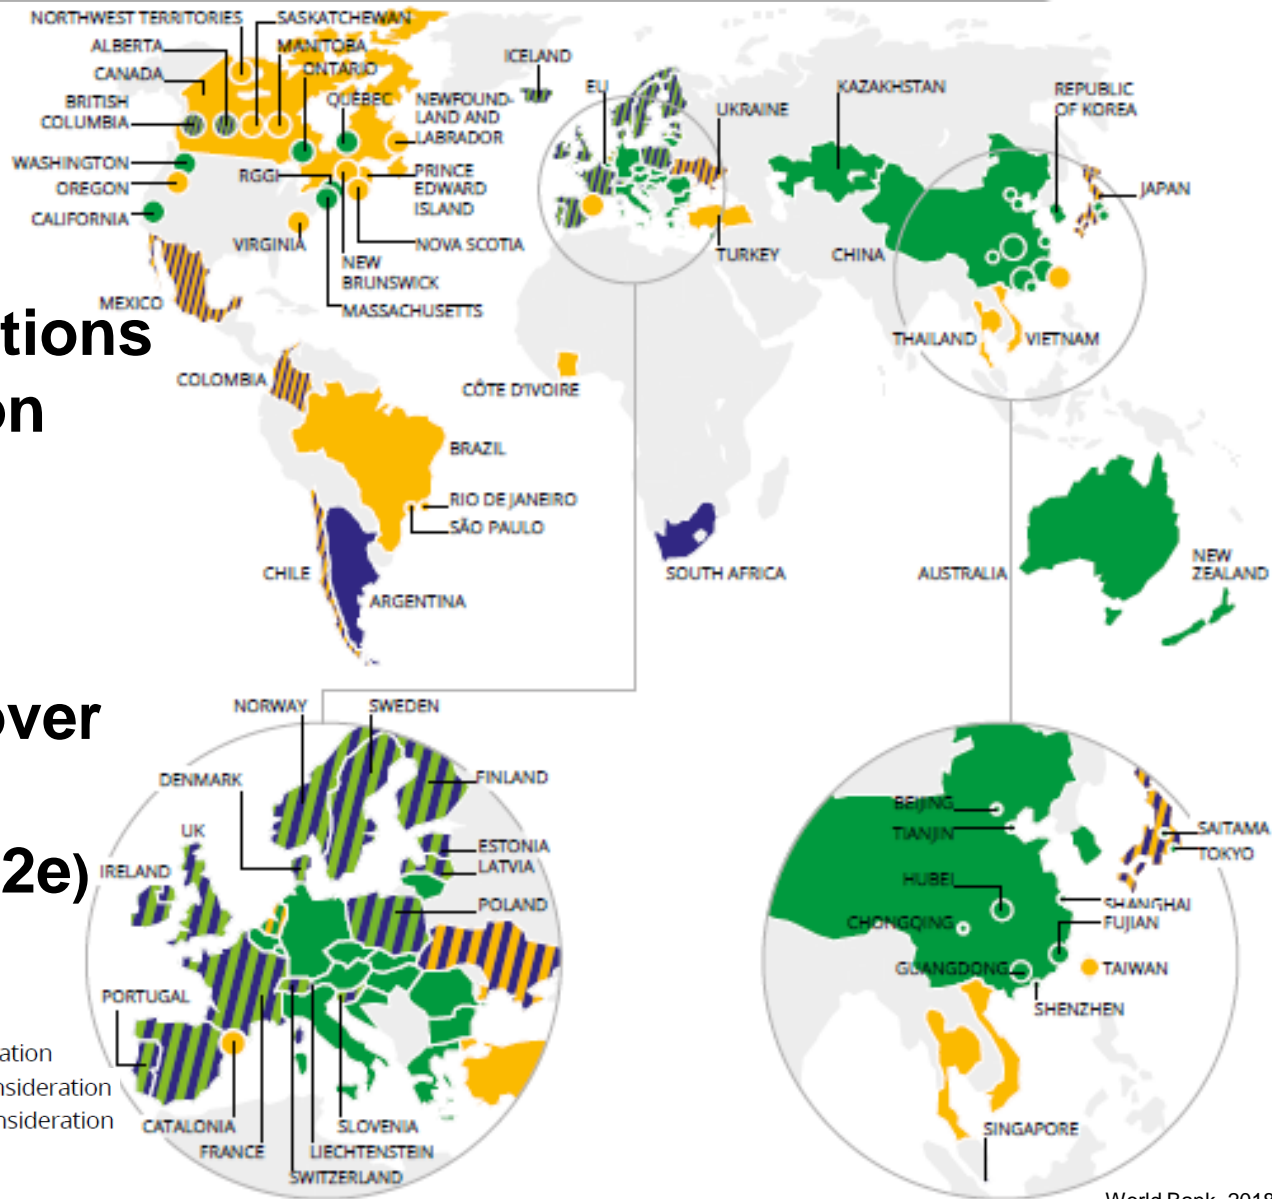 NORTHWEST TERRITORIES
SASKATCHEWAN
ALBERTA
MANITOBA
CANADA
ONTARIO
BRITISH
COLUMBIA
QUÉBEC
NEWFOUND-
LAND AND
LABRADOR
WASHINGTON
OREGON
RGGI
PRINCE
EDWARD
ISLAND
CALIFORNIA
VIRGINIA
NOVA SCOTIA
NEW
BRUNSWICK
MEXICO
MASSACHUSETTS
ICELAND
EU
UKRAINE
KAZAKHSTAN
REPUBLIC
OF KOREA
JAPAN
TURKEY
CHINA
THAILAND
VIETNAM
tions
on
COLOMBIA
CÔTE D'IVOIRE
BRAZIL
RIO DE JANEIRO
SÃO PAULO
CHILE
ARGENTINA
SOUTH AFRICA
AUSTRALIA
NEW
ZEALAND
over
2e)
NORWAY
SWEDEN
DENMARK
FINLAND
UK
IRELAND
ESTONIA
LATVIA
POLAND
PORTUGAL
ation
nsideration
nsideration
CATALONIA
SLOVENIA
FRANCE
LIECHTENSTEIN
SWITZERLAND
BEIJING
TIANJIN
SAITAMA
TOKYO
HUBEI
SHANGHAI
CHONGQING
FUJIAN
GUANGDONG
TAIWAN
SHENZHEN
SINGAPORE
World Bank, 2018